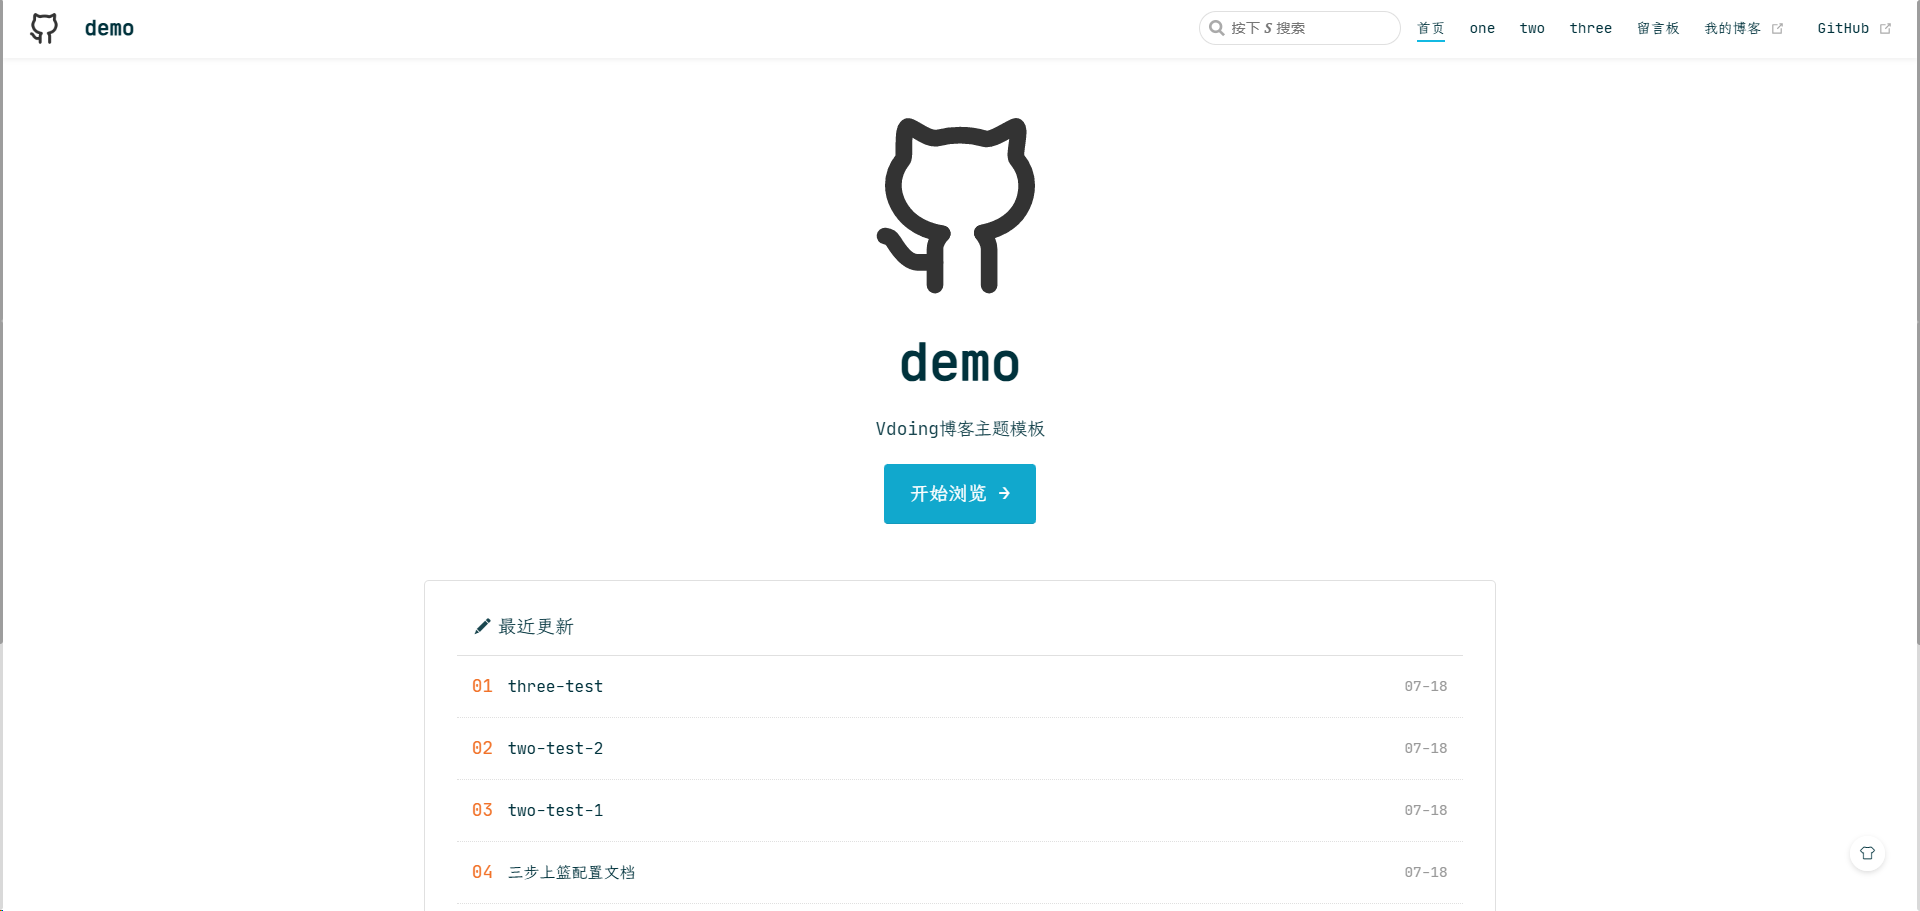 demo
按下 S 搜索
首页 one two three 留言板 我的博客 GitHub
demo
Vdoing博客主题模板
开始浏览 →
最近更新
01 three-test 07-18
02 two-test-2 07-18
03 two-test-1 07-18
04 三步上篮配置文档 07-18